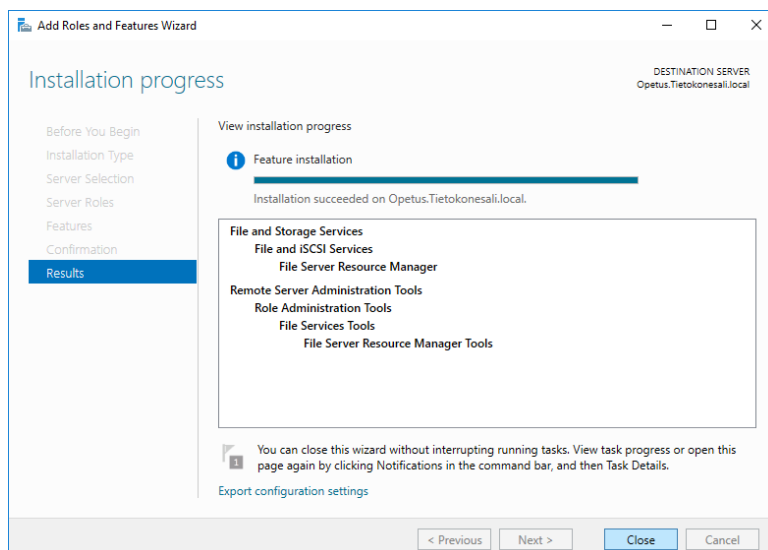 Add Roles and Features Wizard
Installation progress
DESTINATION SERVER
Opetus.Tietokonesali.local
Before You Begin
Installation Type
Server Selection
Server Roles
Features
Confirmation
Results
View installation progress
Feature installation
Installation succeeded on Opetus.Tietokonesali.local.
File and Storage Services
File and iSCSI Services
File Server Resource Manager
Remote Server Administration Tools
Role Administration Tools
File Services Tools
File Server Resource Manager Tools
1
You can close this wizard without interrupting running tasks. View task progress or open this
page again by clicking Notifications in the command bar, and then Task Details.
Export configuration settings
< Previous
Next >
Close
Cancel